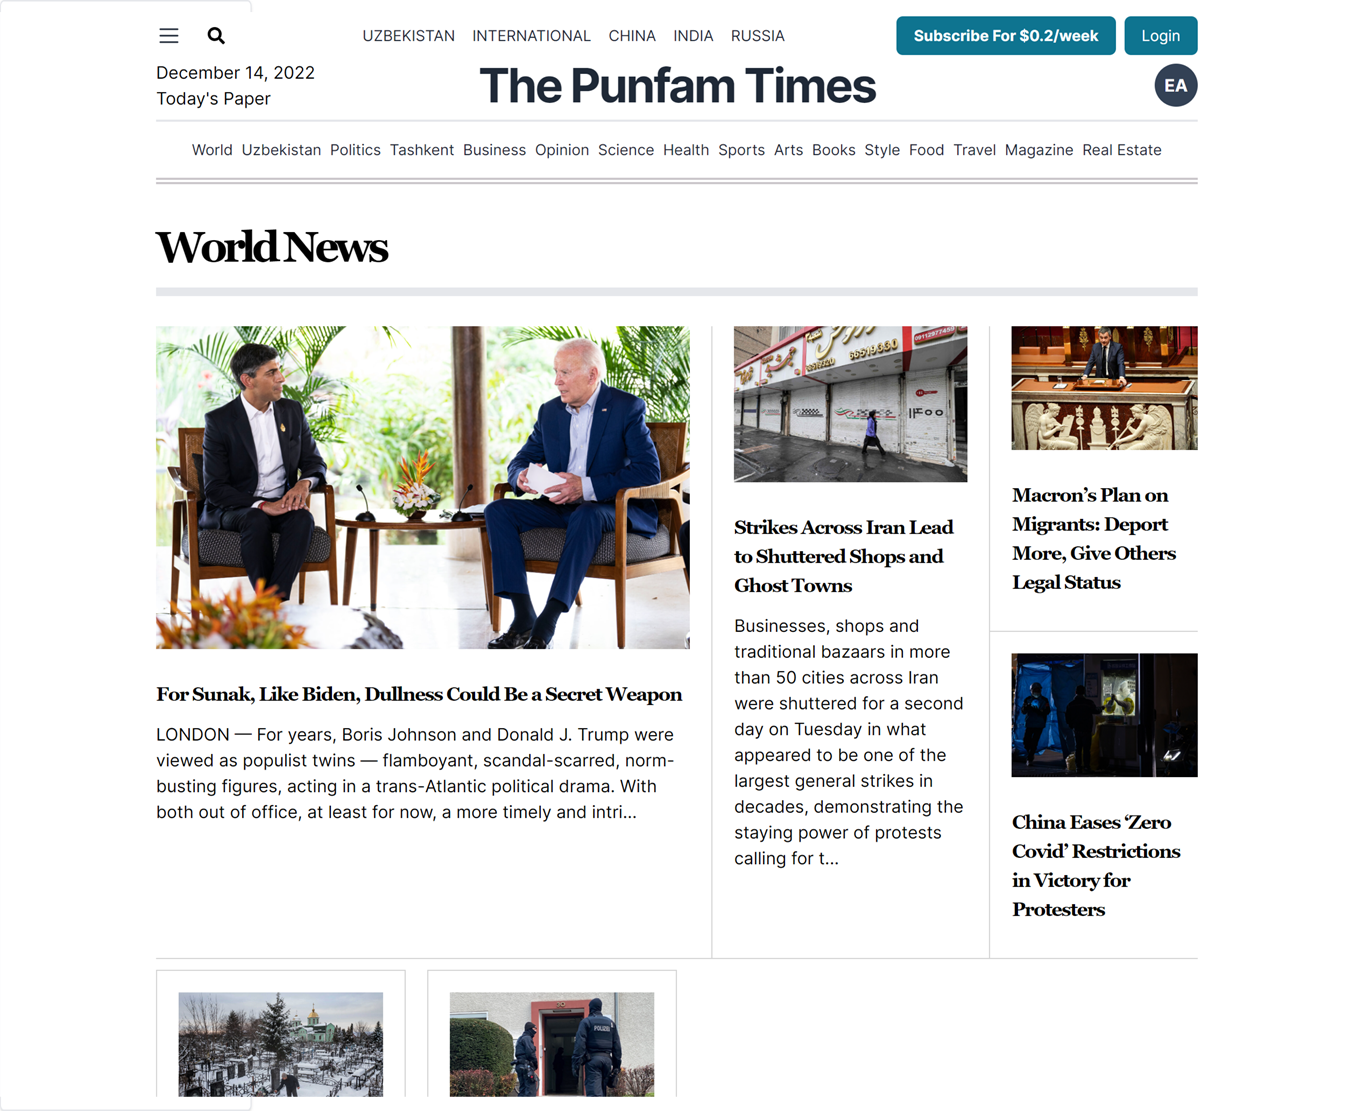 UZBEKISTAN INTERNATIONAL CHINA INDIA RUSSIA
Subscribe For $0.2/week
Login
December 14, 2022
Today's Paper
The Punfam Times
EA
World Uzbekistan Politics Tashkent Business Opinion Science Health Sports Arts Books Style Food Travel Magazine Real Estate
World News
For Sunak, Like Biden, Dullness Could Be a Secret Weapon
LONDON — For years, Boris Johnson and Donald J. Trump were
viewed as populist twins — flamboyant, scandal-scarred, norm-
busting figures, acting in a trans-Atlantic political drama. With
both out of office, at least for now, a more timely and intri...
Strikes Across Iran Lead
to Shuttered Shops and
Ghost Towns
Businesses, shops and
traditional bazaars in more
than 50 cities across Iran
were shuttered for a second
day on Tuesday in what
appeared to be one of the
largest general strikes in
decades, demonstrating the
staying power of protests
calling for t...
Macron’s Plan on
Migrants: Deport
More, Give Others
Legal Status
China Eases ‘Zero
Covid’ Restrictions
in Victory for
Protesters
POLIZEI